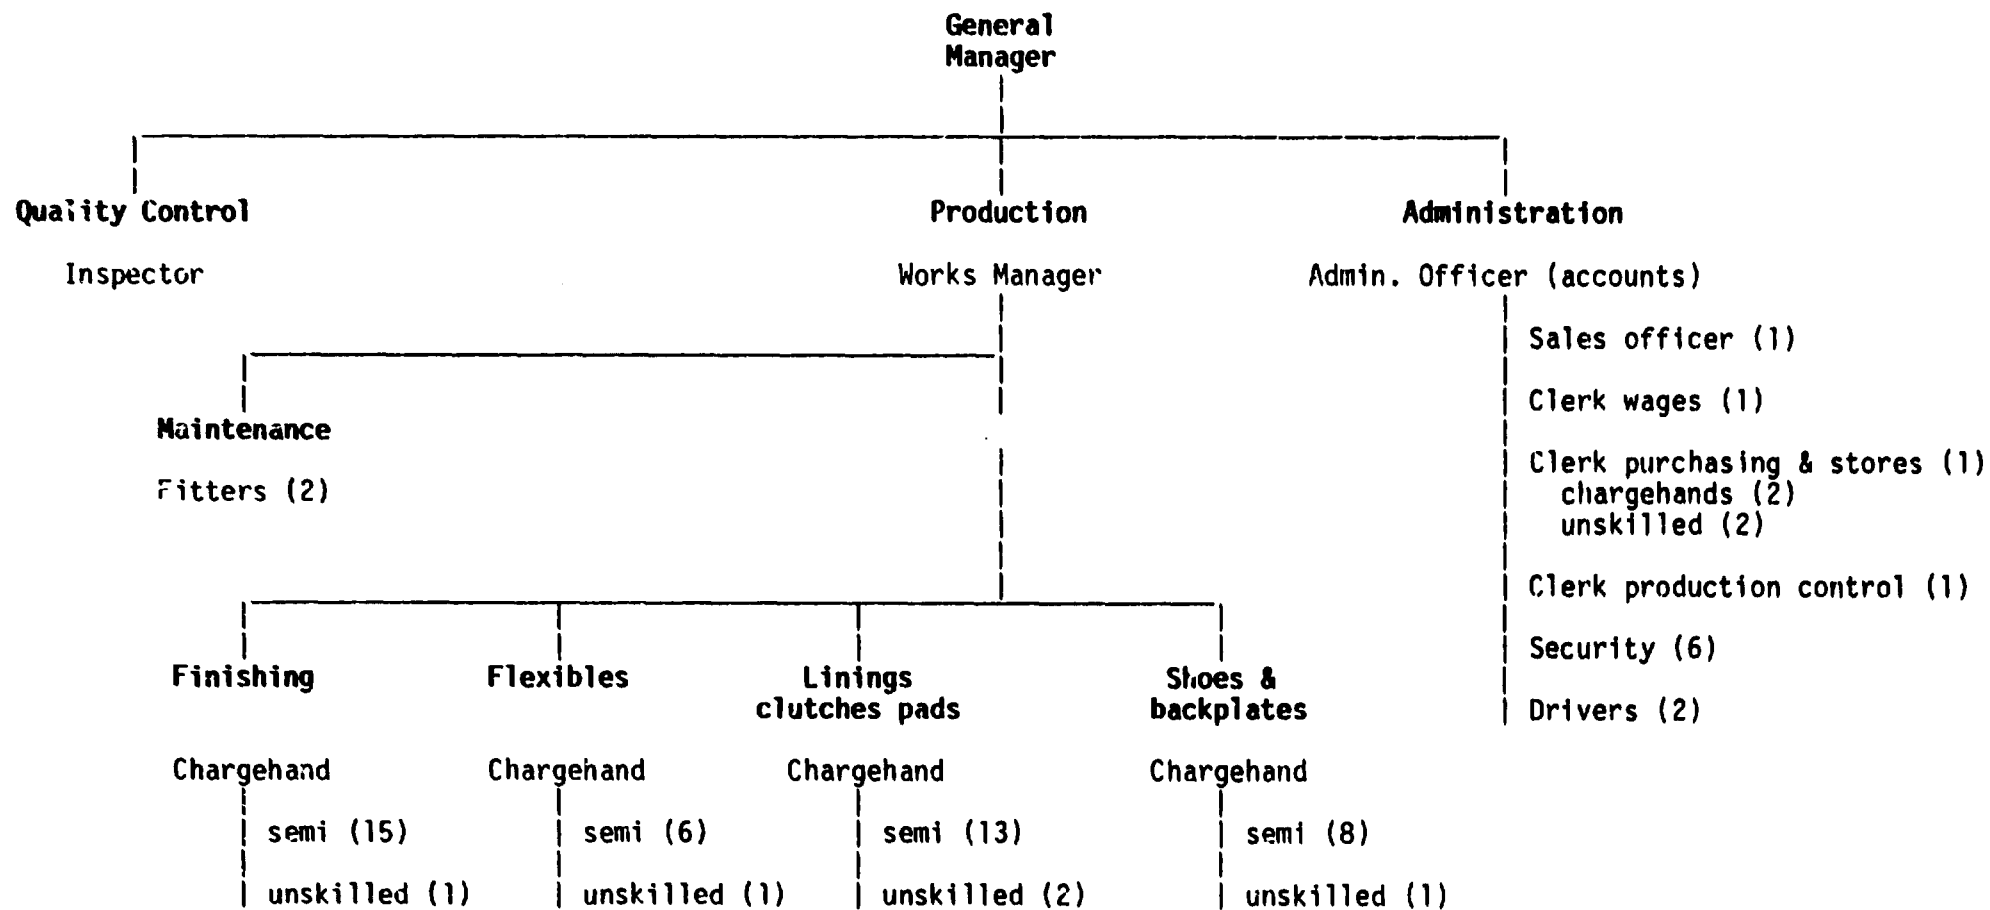 General
Manager
Quality Control Production Administration
Inspector Works Manager Admin. Officer (accounts)
Sales officer (1)
Clerk wages (1)
Maintenance
Clerk purchasing & stores (1)
Fitters (2) chargehands (2)
unskilled (2)
Clerk production control (1)
Security (6)
Finishing Flexibles Linings Shoes &
clutches pads backplates Drivers (2)
Chargehand Chargehand Chargehand Chargehand
semi (15) semi (6) semi (13) semi (8)
unskilled (1) unskilled (1) unskilled (2) unskilled (1)